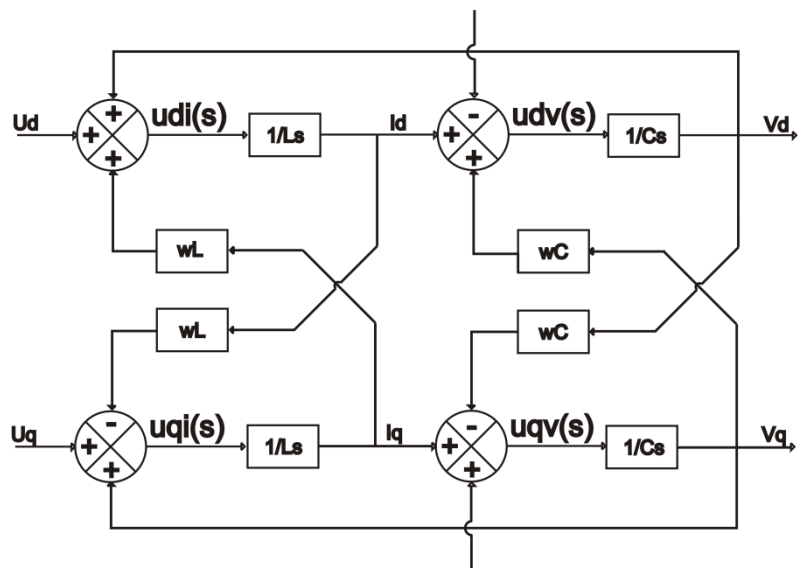 + -
Ud + udi(s) 1/Ls Id + udv(s) 1/Cs Vd
+ +
wL wC
wL wC
- -
Uq + uqi(s) 1/Ls Iq + uqv(s) 1/Cs Vq
+ +